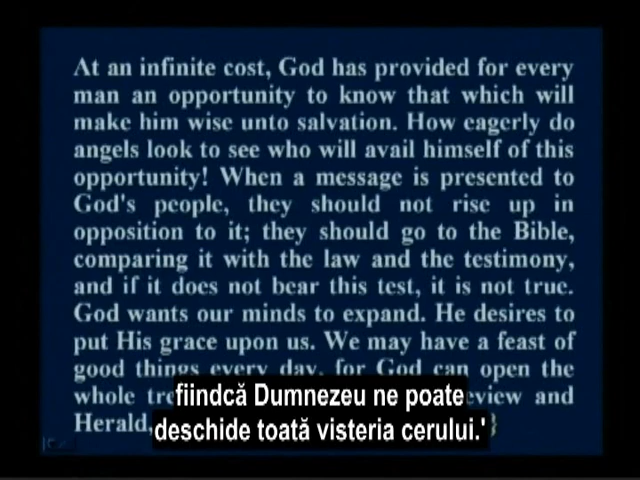 At an infinite cost, God has provided for every
man an opportunity to know that which will
make him wise unto salvation. How eagerly do
angels look to see who will avail himself of this
opportunity! When a message is presented to
God's people, they should not rise up in
opposition to it; they should go to the Bible,
comparing it with the law and the testimony,
and if it does not bear this test, it is not true.
God wants our minds to expand. He desires to
put His grace upon us. We may have a feast of
good things every day, for God can open the
whole and
Herald,
fiindcă Dumnezeu ne poate
deschide toată visteria cerului.'